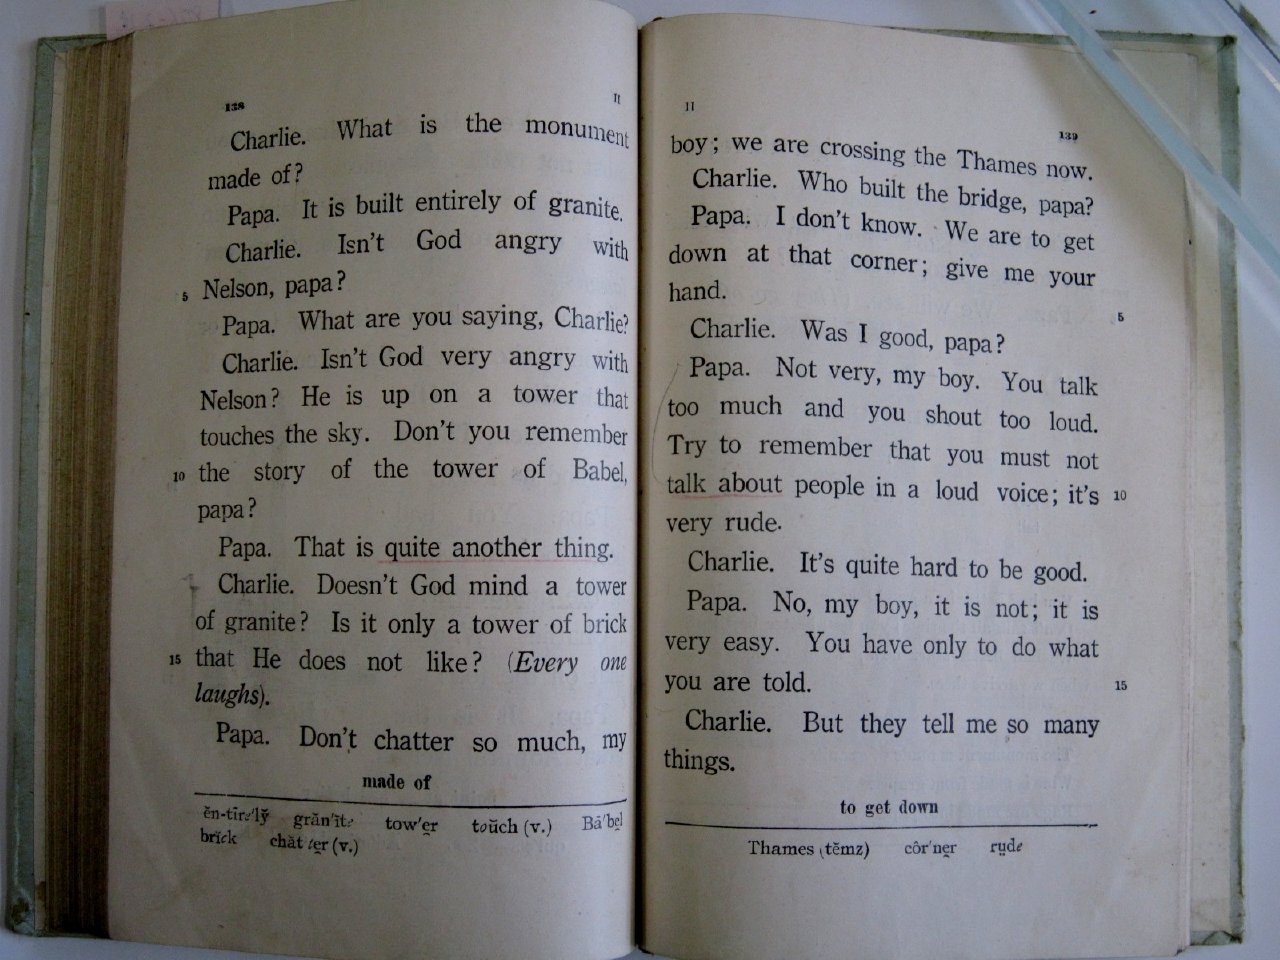 138
II
Charlie. What is the monument
made of?
Papa. It is built entirely of granite.
Charlie. Isn't God angry with
5 Nelson, papa?
Papa. What are you saying, Charlie?
Charlie. Isn't God very angry with
Nelson? He is up on a tower that
touches the sky. Don't you remember
10 the story of the tower of Babel,
papa?
Papa. That is quite another thing.
Charlie. Doesn't God mind a tower
of granite? Is it only a tower of brick
15 that He does not like? (Every one
laughs).
Papa. Don't chatter so much, my
made of
ĕn-tīre'lў grăn'ĭte tow'er toŭch (v.) Bā'bel
brĭck chăt'ter (v.)
II
139
boy; we are crossing the Thames now.
Charlie. Who built the bridge, papa?
Papa. I don't know. We are to get
down at that corner; give me your
hand.
5
Charlie. Was I good, papa?
Papa. Not very, my boy. You talk
too much and you shout too loud.
Try to remember that you must not
talk about people in a loud voice; it's 10
very rude.
Charlie. It's quite hard to be good.
Papa. No, my boy, it is not; it is
very easy. You have only to do what
you are told. 15
Charlie. But they tell me so many
things.
to get down
Thames (tĕmz) côr'ner rude